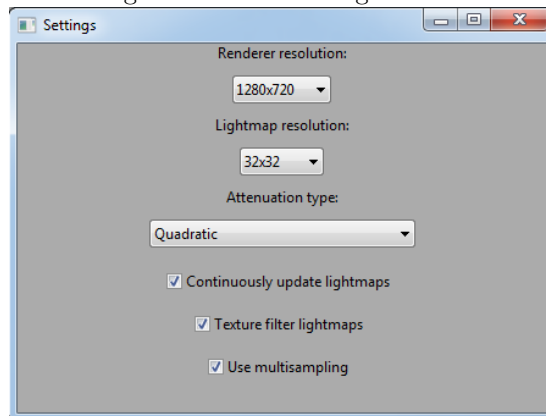 Settings
Renderer resolution:
1280x720
Lightmap resolution:
32x32
Attenuation type:
Quadratic
Continuously update lightmaps
Texture filter lightmaps
Use multisampling